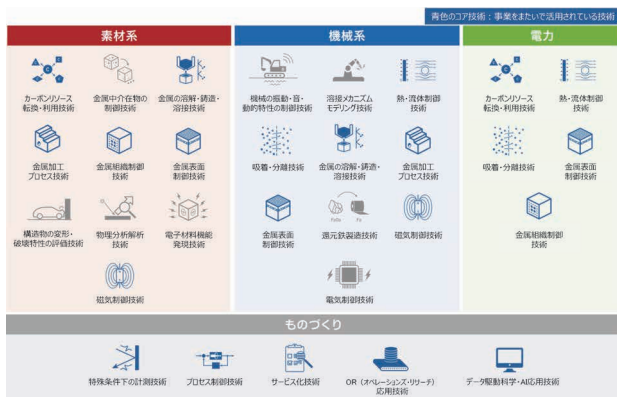 青色のコア技術：事業をまたいで活用されている技術
素材系
カーボンリソース
転換・利用技術
金属中介在物の
制御技術
金属の溶解・鋳造・
溶接技術
金属加工
プロセス技術
金属組織制御
技術
金属表面
制御技術
構造物の変形・
破壊特性の評価技術
物理分析解析
技術
電子材料機能
発現技術
磁気制御技術
機械系
機械の振動・音・
動的特性の制御技術
溶接メカニズム
モデリング技術
熱・流体制御
技術
吸着・分離技術
金属の溶解・鋳造・
溶接技術
金属加工
プロセス技術
金属表面
制御技術
還元鉄製造技術
磁気制御技術
電気制御技術
電力
カーボンリソース
転換・利用技術
熱・流体制御
技術
吸着・分離技術
金属表面
制御技術
金属組織制御
技術
ものづくり
特殊条件下の計測技術
プロセス制御技術
サービス化技術
OR（オペレーションズ・リサーチ）
応用技術
データ駆動科学・AI応用技術